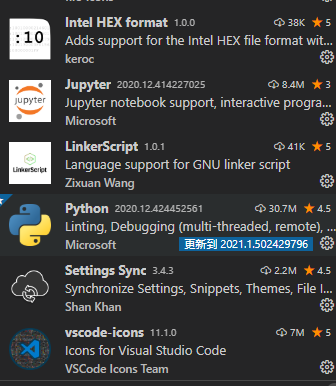 Intel HEX format 1.0.0 38K ★ 5
:10
Adds support for the Intel HEX file format wit...
keroc
Jupyter 2020.12.414227025 8.4M ★ 3
jupyter
Jupyter notebook support, interactive progra...
Microsoft
LinkerScript 1.0.1 41K ★ 5
LinkerScript
Language support for GNU linker script
Zixuan Wang
Python 2020.12.424452561 30.7M ★ 4.5
Linting, Debugging (multi-threaded, remote), ...
Microsoft 更新到 2021.1.502429796
Settings Sync 3.4.3 2.2M ★ 4.5
Synchronize Settings, Snippets, Themes, File I...
Shan Khan
vscode-icons 11.1.0 7M ★ 5
Icons for Visual Studio Code
VSCode Icons Team